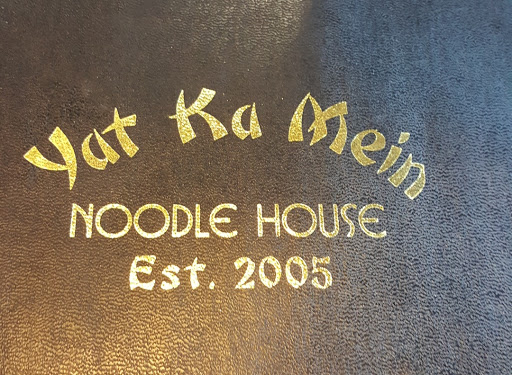 Yat Ka Mein
NOODLE HOUSE
Est. 2005